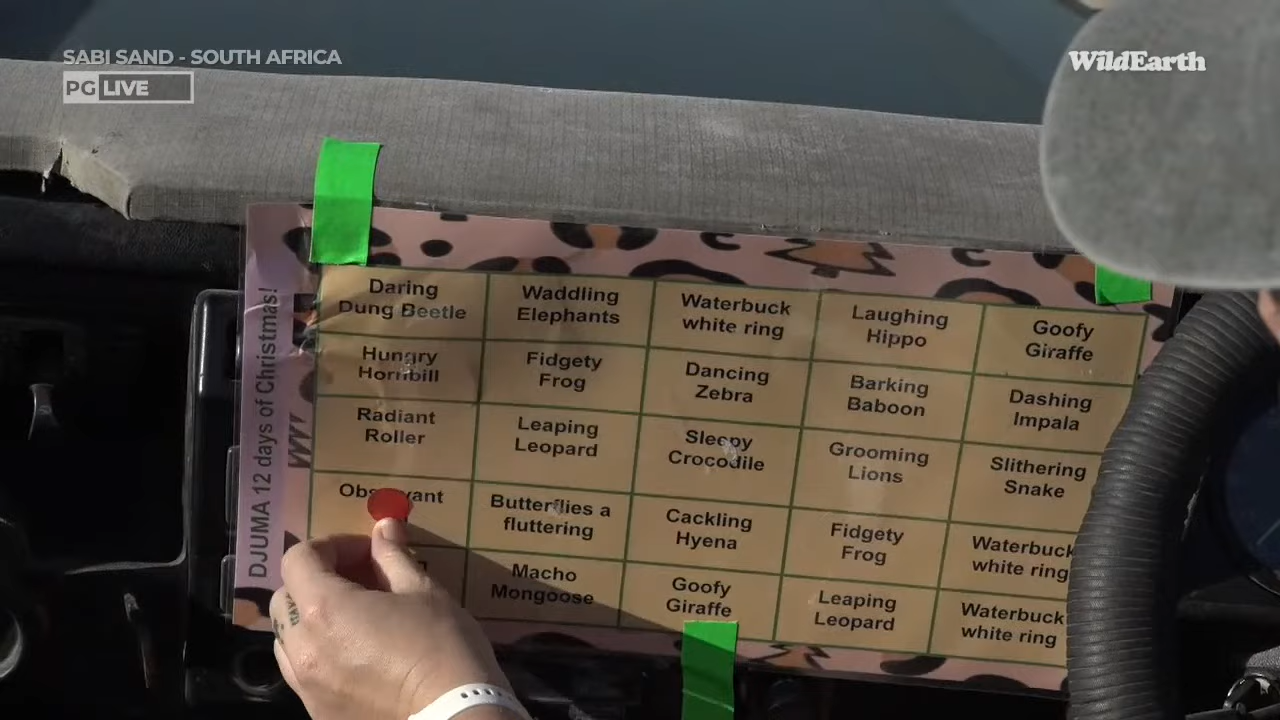 SABI SAND - SOUTH AFRICA
PG LIVE
WildEarth
DJUMA 12 days of Christmas!
Daring
Dung Beetle
Waddling
Elephants
Waterbuck
white ring
Laughing
Hippo
Goofy
Giraffe
Hungry
Hornbill
Fidgety
Frog
Dancing
Zebra
Barking
Baboon
Dashing
Impala
Radiant
Roller
Leaping
Leopard
Sleepy
Crocodile
Grooming
Lions
Slithering
Snake
Butterflies a
fluttering
Cackling
Hyena
Fidgety
Frog
Waterbuck
white ring
Macho
Mongoose
Goofy
Giraffe
Leaping
Leopard
Waterbuck
white ring